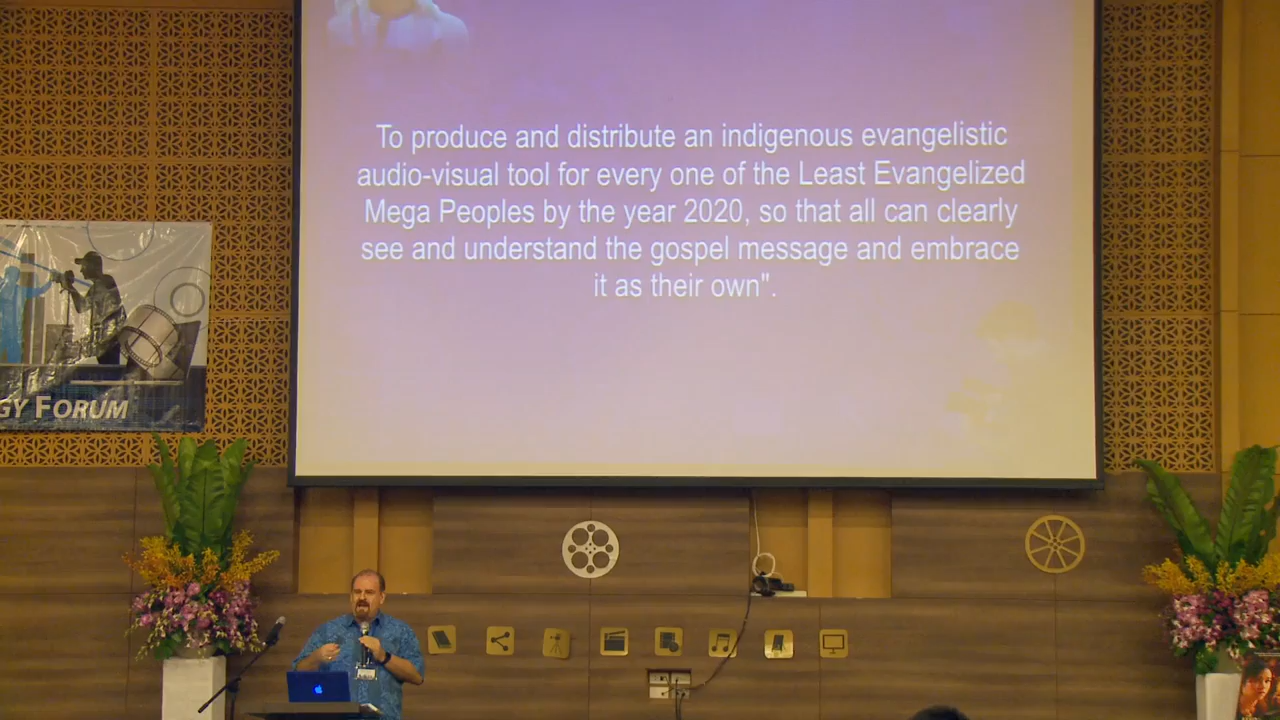 To produce and distribute an indigenous evangelistic
audio-visual tool for every one of the Least Evangelized
Mega Peoples by the year 2020, so that all can clearly
see and understand the gospel message and embrace
it as their own".
GY FORUM